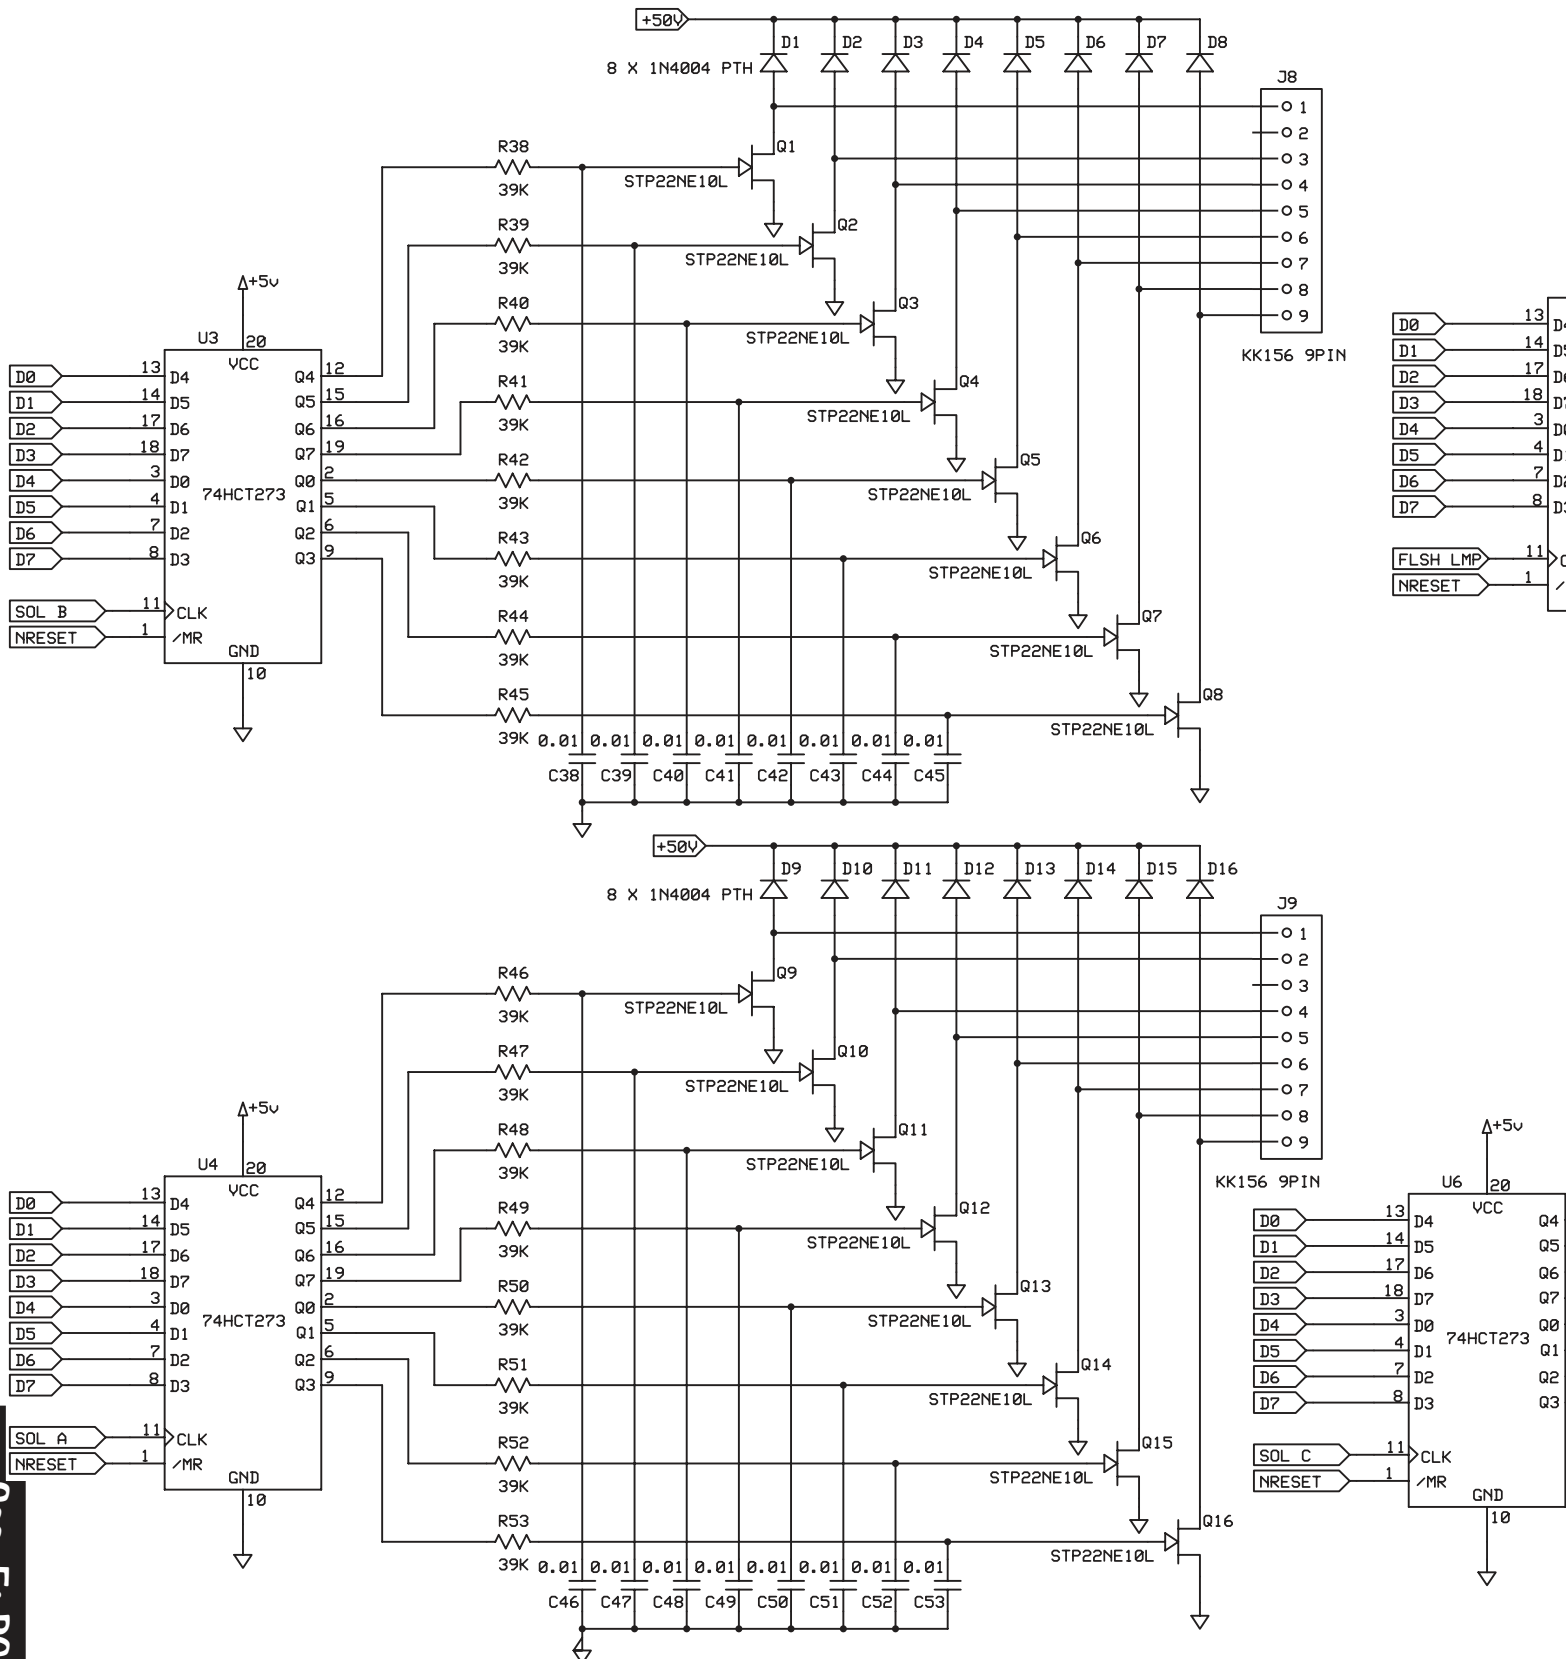 +50V
D1 D2 D3 D4 D5 D6 D7 D8
8 X 1N4004 PTH
J8
1
2
3
4
5
6
7
8
9
KK156 9PIN
R38
39K
STP22NE10L
Q1
R39
39K
STP22NE10L
Q2
R40
39K
STP22NE10L
Q3
R41
39K
STP22NE10L
Q4
R42
39K
STP22NE10L
Q5
R43
39K
STP22NE10L
Q6
R44
39K
STP22NE10L
Q7
R45
39K
STP22NE10L
Q8
0.01 0.01 0.01 0.01 0.01 0.01 0.01 0.01
C38 C39 C40 C41 C42 C43 C44 C45
+5v
U3
20
VCC
D0 13 D4 Q4 12
D1 14 D5 Q5 15
D2 17 D6 Q6 16
D3 18 D7 Q7 19
D4 3 D0 Q0 2
74HCT273
D5 4 D1 Q1 5
D6 7 D2 Q2 6
D7 8 D3 Q3 9
SOL B 11 CLK
NRESET 1 /MR
GND
10
D0 13
D1 14
D2 17
D3 18
D4 3
D5 4
D6 7
D7 8
FLSH LMP 11
NRESET 1
+50V
D9 D10 D11 D12 D13 D14 D15 D16
8 X 1N4004 PTH
J9
1
2
3
4
5
6
7
8
9
KK156 9PIN
R46
39K
STP22NE10L
Q9
R47
39K
STP22NE10L
Q10
R48
39K
STP22NE10L
Q11
R49
39K
STP22NE10L
Q12
R50
39K
STP22NE10L
Q13
R51
39K
STP22NE10L
Q14
R52
39K
STP22NE10L
Q15
R53
39K
STP22NE10L
Q16
0.01 0.01 0.01 0.01 0.01 0.01 0.01 0.01
C46 C47 C48 C49 C50 C51 C52 C53
+5v
U4
20
VCC
D0 13 D4 Q4 12
D1 14 D5 Q5 15
D2 17 D6 Q6 16
D3 18 D7 Q7 19
D4 3 D0 Q0 2
74HCT273
D5 4 D1 Q1 5
D6 7 D2 Q2 6
D7 8 D3 Q3 9
SOL A 11 CLK
NRESET 1 /MR
GND
10
+5v
U6
20
VCC
D0 13 D4 Q4
D1 14 D5 Q5
D2 17 D6 Q6
D3 18 D7 Q7
D4 3 D0 Q0
74HCT273
D5 4 D1 Q1
D6 7 D2 Q2
D7 8 D3 Q3
SOL C 11 CLK
NRESET 1 /MR
GND
10